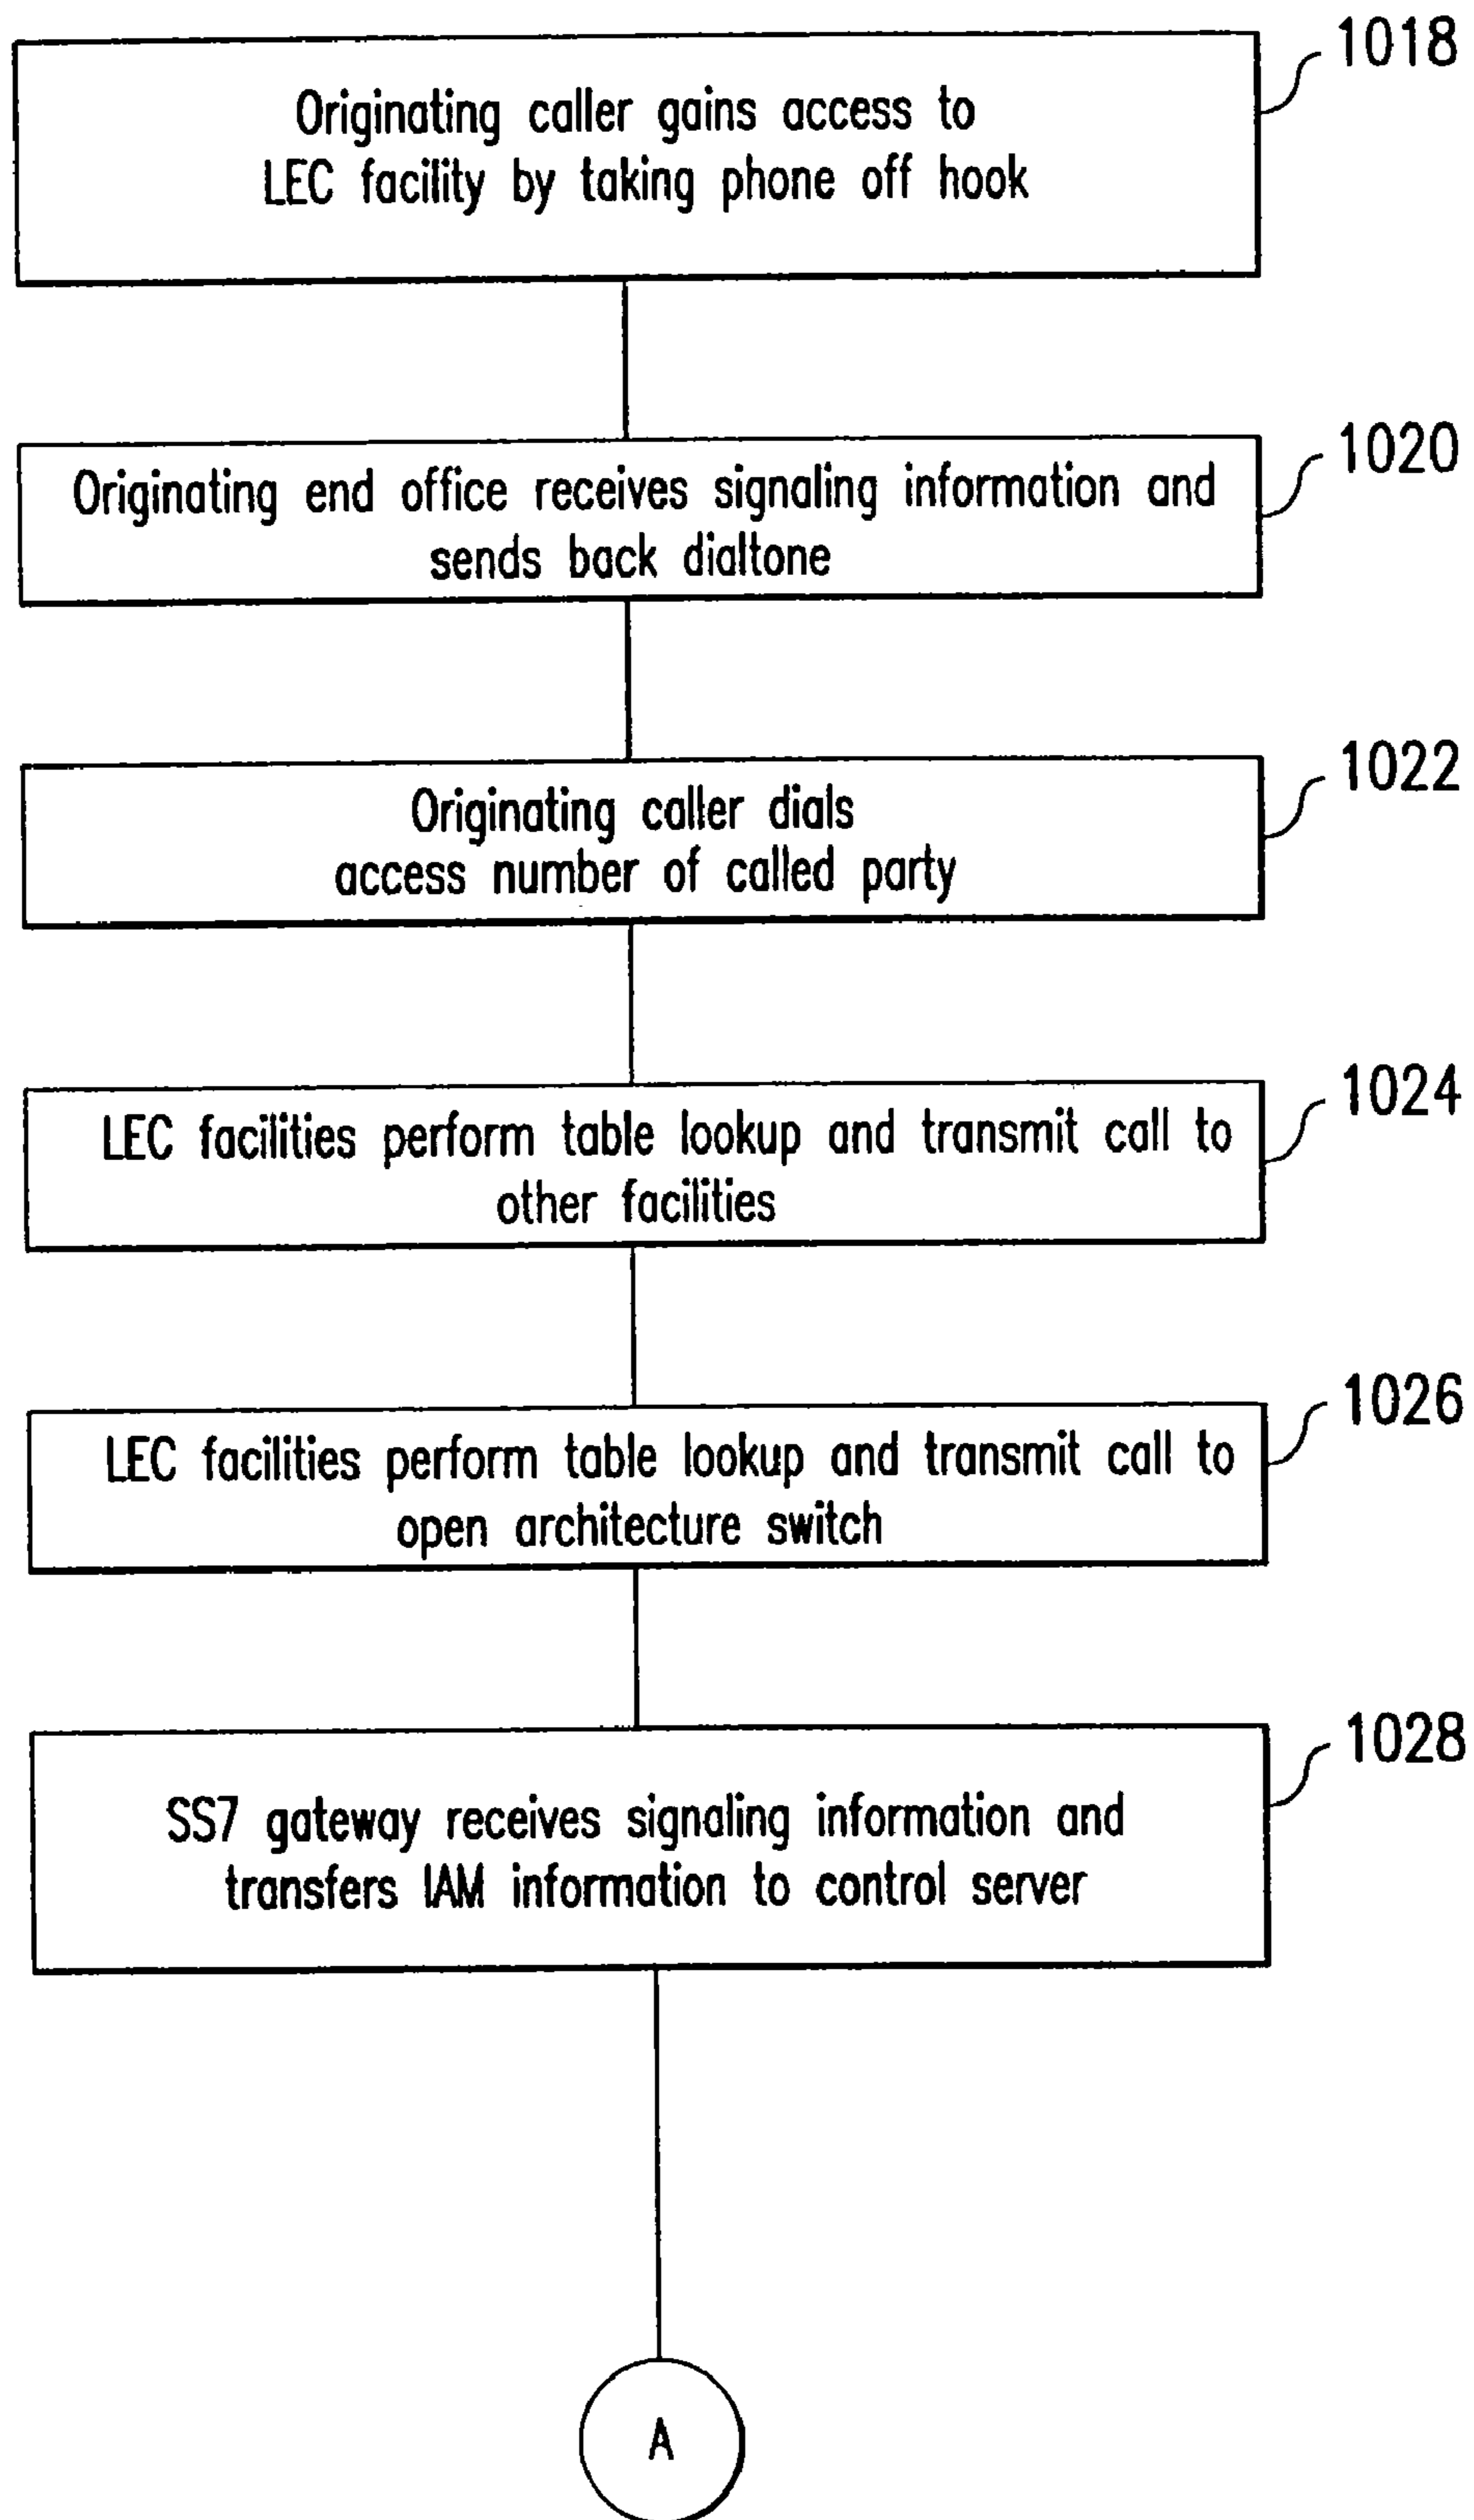 1018
Originating caller gains access to
LEC facility by taking phone off hook
1020
Originating end office receives signaling information and
sends back dialtone
1022
Originating caller dials
access number of called party
1024
LEC facilities perform table lookup and transmit call to
other facilities
1026
LEC facilities perform table lookup and transmit call to
open architecture switch
1028
SS7 gateway receives signaling information and
transfers IAM information to control server
A